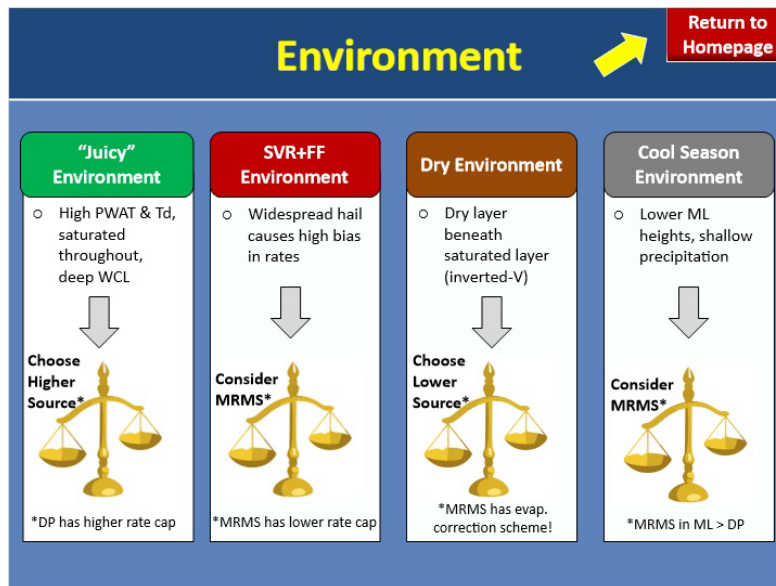 Environment
Return to
Homepage
“Juicy”
Environment
o High PWAT & Td,
saturated
throughout,
deep WCL
Choose
Higher
Source*
*DP has higher rate cap
SVR+FF
Environment
o Widespread hail
causes high bias
in rates
Consider
MRMS*
*MRMS has lower rate cap
Dry Environment
o Dry layer
beneath
saturated layer
(inverted-V)
Choose
Lower
Source*
*MRMS has evap.
correction scheme!
Cool Season
Environment
o Lower ML
heights, shallow
precipitation
Consider
MRMS*
*MRMS in ML > DP